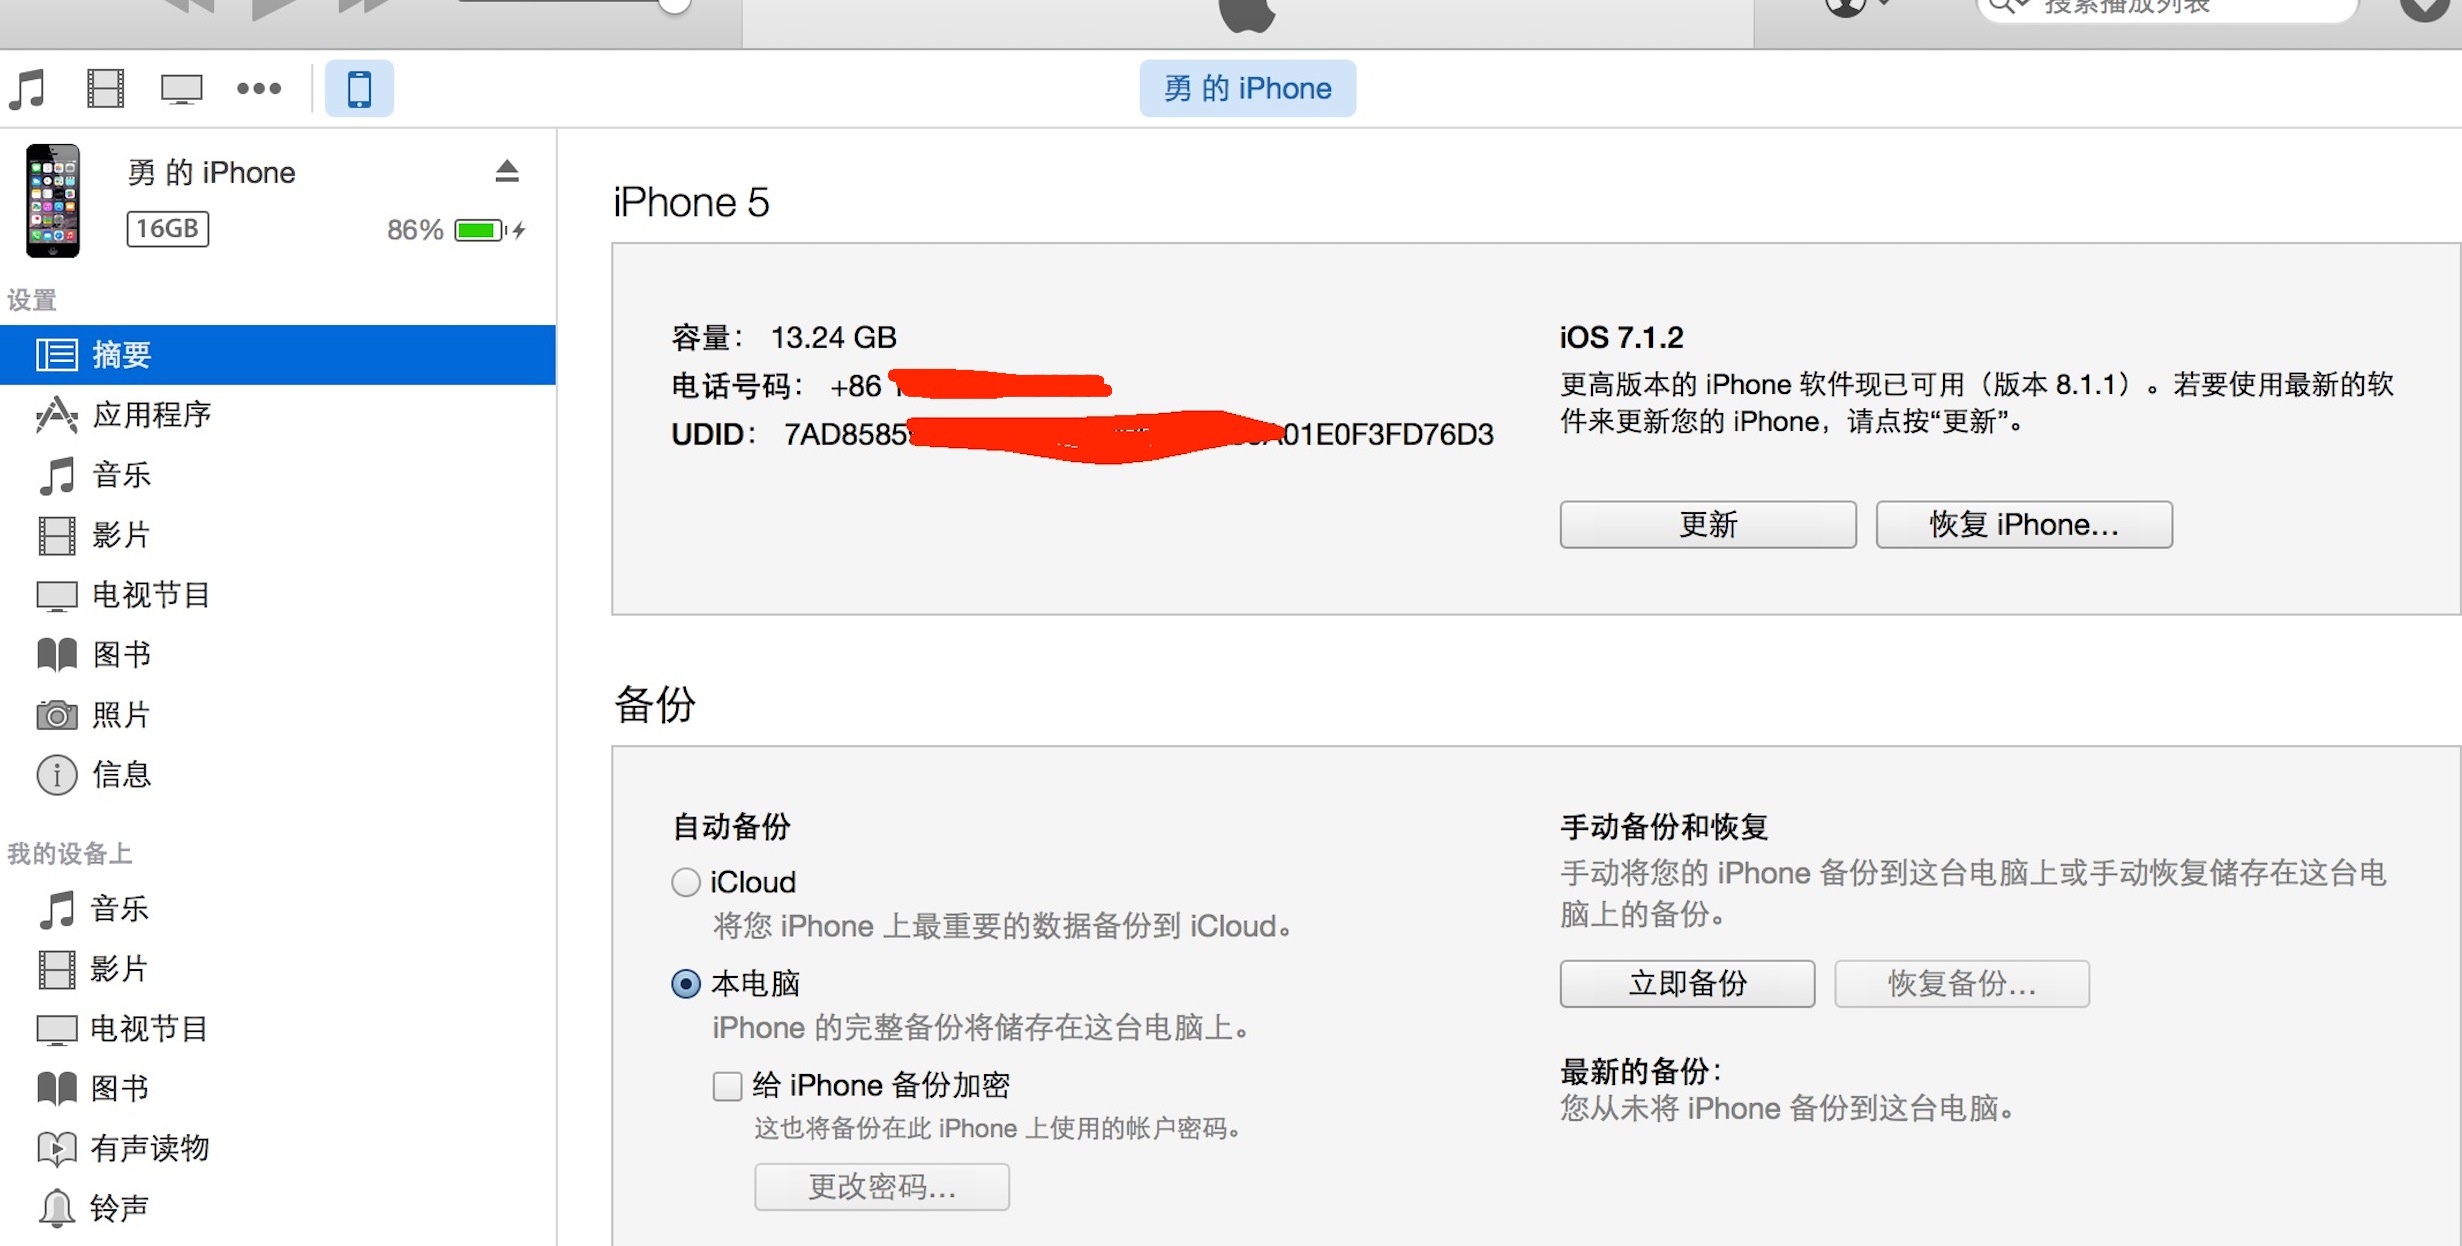 搜索播放列表
勇 的 iPhone
勇 的 iPhone
16GB
86%
设置
摘要
应用程序
音乐
影片
电视节目
图书
照片
信息
我的设备上
音乐
影片
电视节目
图书
有声读物
铃声
iPhone 5
容量： 13.24 GB
电话号码： +86
UDID： 7AD8585 A01E0F3FD76D3
iOS 7.1.2
更高版本的 iPhone 软件现已可用（版本 8.1.1）。若要使用最新的软
件来更新您的 iPhone，请点按“更新”。
更新
恢复 iPhone...
备份
自动备份
iCloud
将您 iPhone 上最重要的数据备份到 iCloud。
本电脑
iPhone 的完整备份将储存在这台电脑上。
给 iPhone 备份加密
这也将备份在此 iPhone 上使用的帐户密码。
更改密码...
手动备份和恢复
手动将您的 iPhone 备份到这台电脑上或手动恢复储存在这台电
脑上的备份。
立即备份
恢复备份...
最新的备份：
您从未将 iPhone 备份到这台电脑。